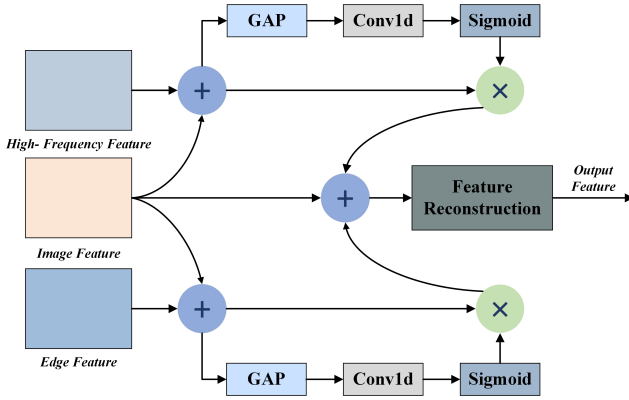 GAP
Conv1d
Sigmoid
+
×
High- Frequency Feature
Image Feature
+
Feature
Reconstruction
Output
Feature
Edge Feature
+
×
GAP
Conv1d
Sigmoid